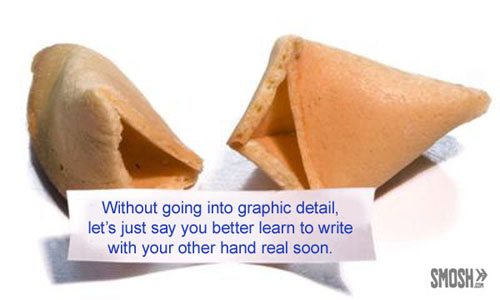 Without going into graphic detail,
let's just say you better learn to write
with your other hand real soon.
SMOSH.com